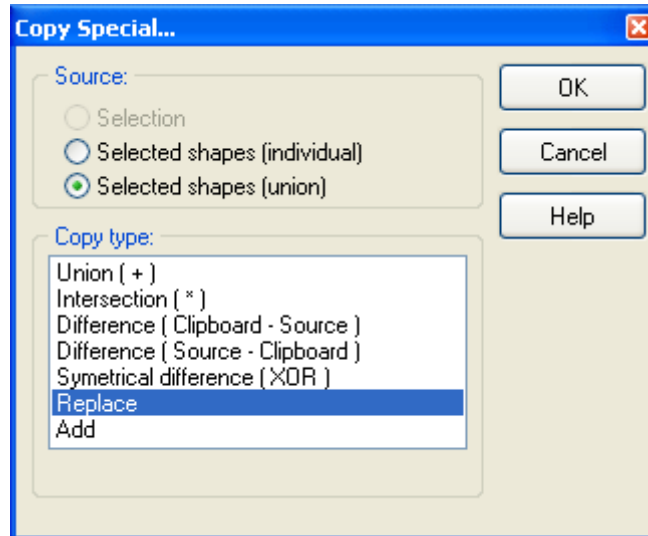 Copy Special...
Source:
Selection
Selected shapes (individual)
Selected shapes (union)
OK
Cancel
Help
Copy type:
Union ( + )
Intersection ( * )
Difference ( Clipboard - Source )
Difference ( Source - Clipboard )
Symetrical difference ( XOR )
Replace
Add